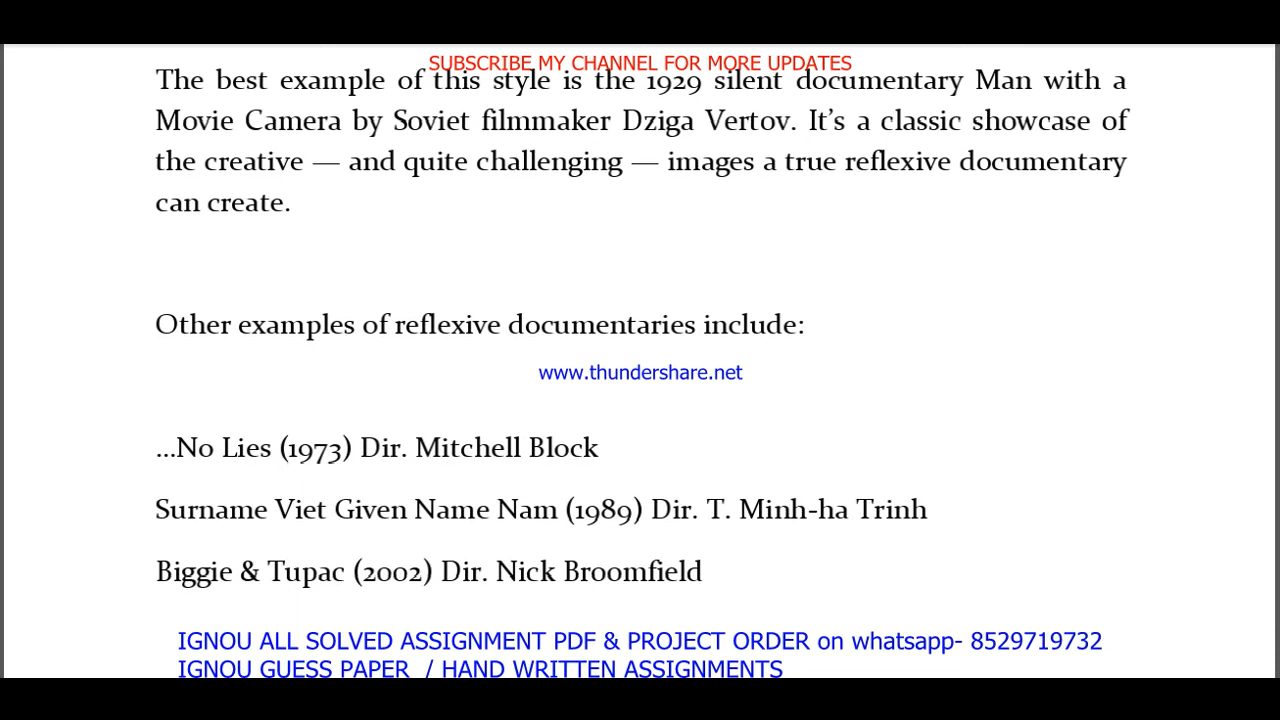 SUBSCRIBE MY CHANNEL FOR MORE UPDATES
The best example of this style is the 1929 silent documentary Man with a
Movie Camera by Soviet filmmaker Dziga Vertov. It’s a classic showcase of
the creative — and quite challenging — images a true reflexive documentary
can create.
Other examples of reflexive documentaries include:
www.thundershare.net
...No Lies (1973) Dir. Mitchell Block
Surname Viet Given Name Nam (1989) Dir. T. Minh-ha Trinh
Biggie & Tupac (2002) Dir. Nick Broomfield
IGNOU ALL SOLVED ASSIGNMENT PDF & PROJECT ORDER on whatsapp- 8529719732
IGNOU GUESS PAPER / HAND WRITTEN ASSIGNMENTS